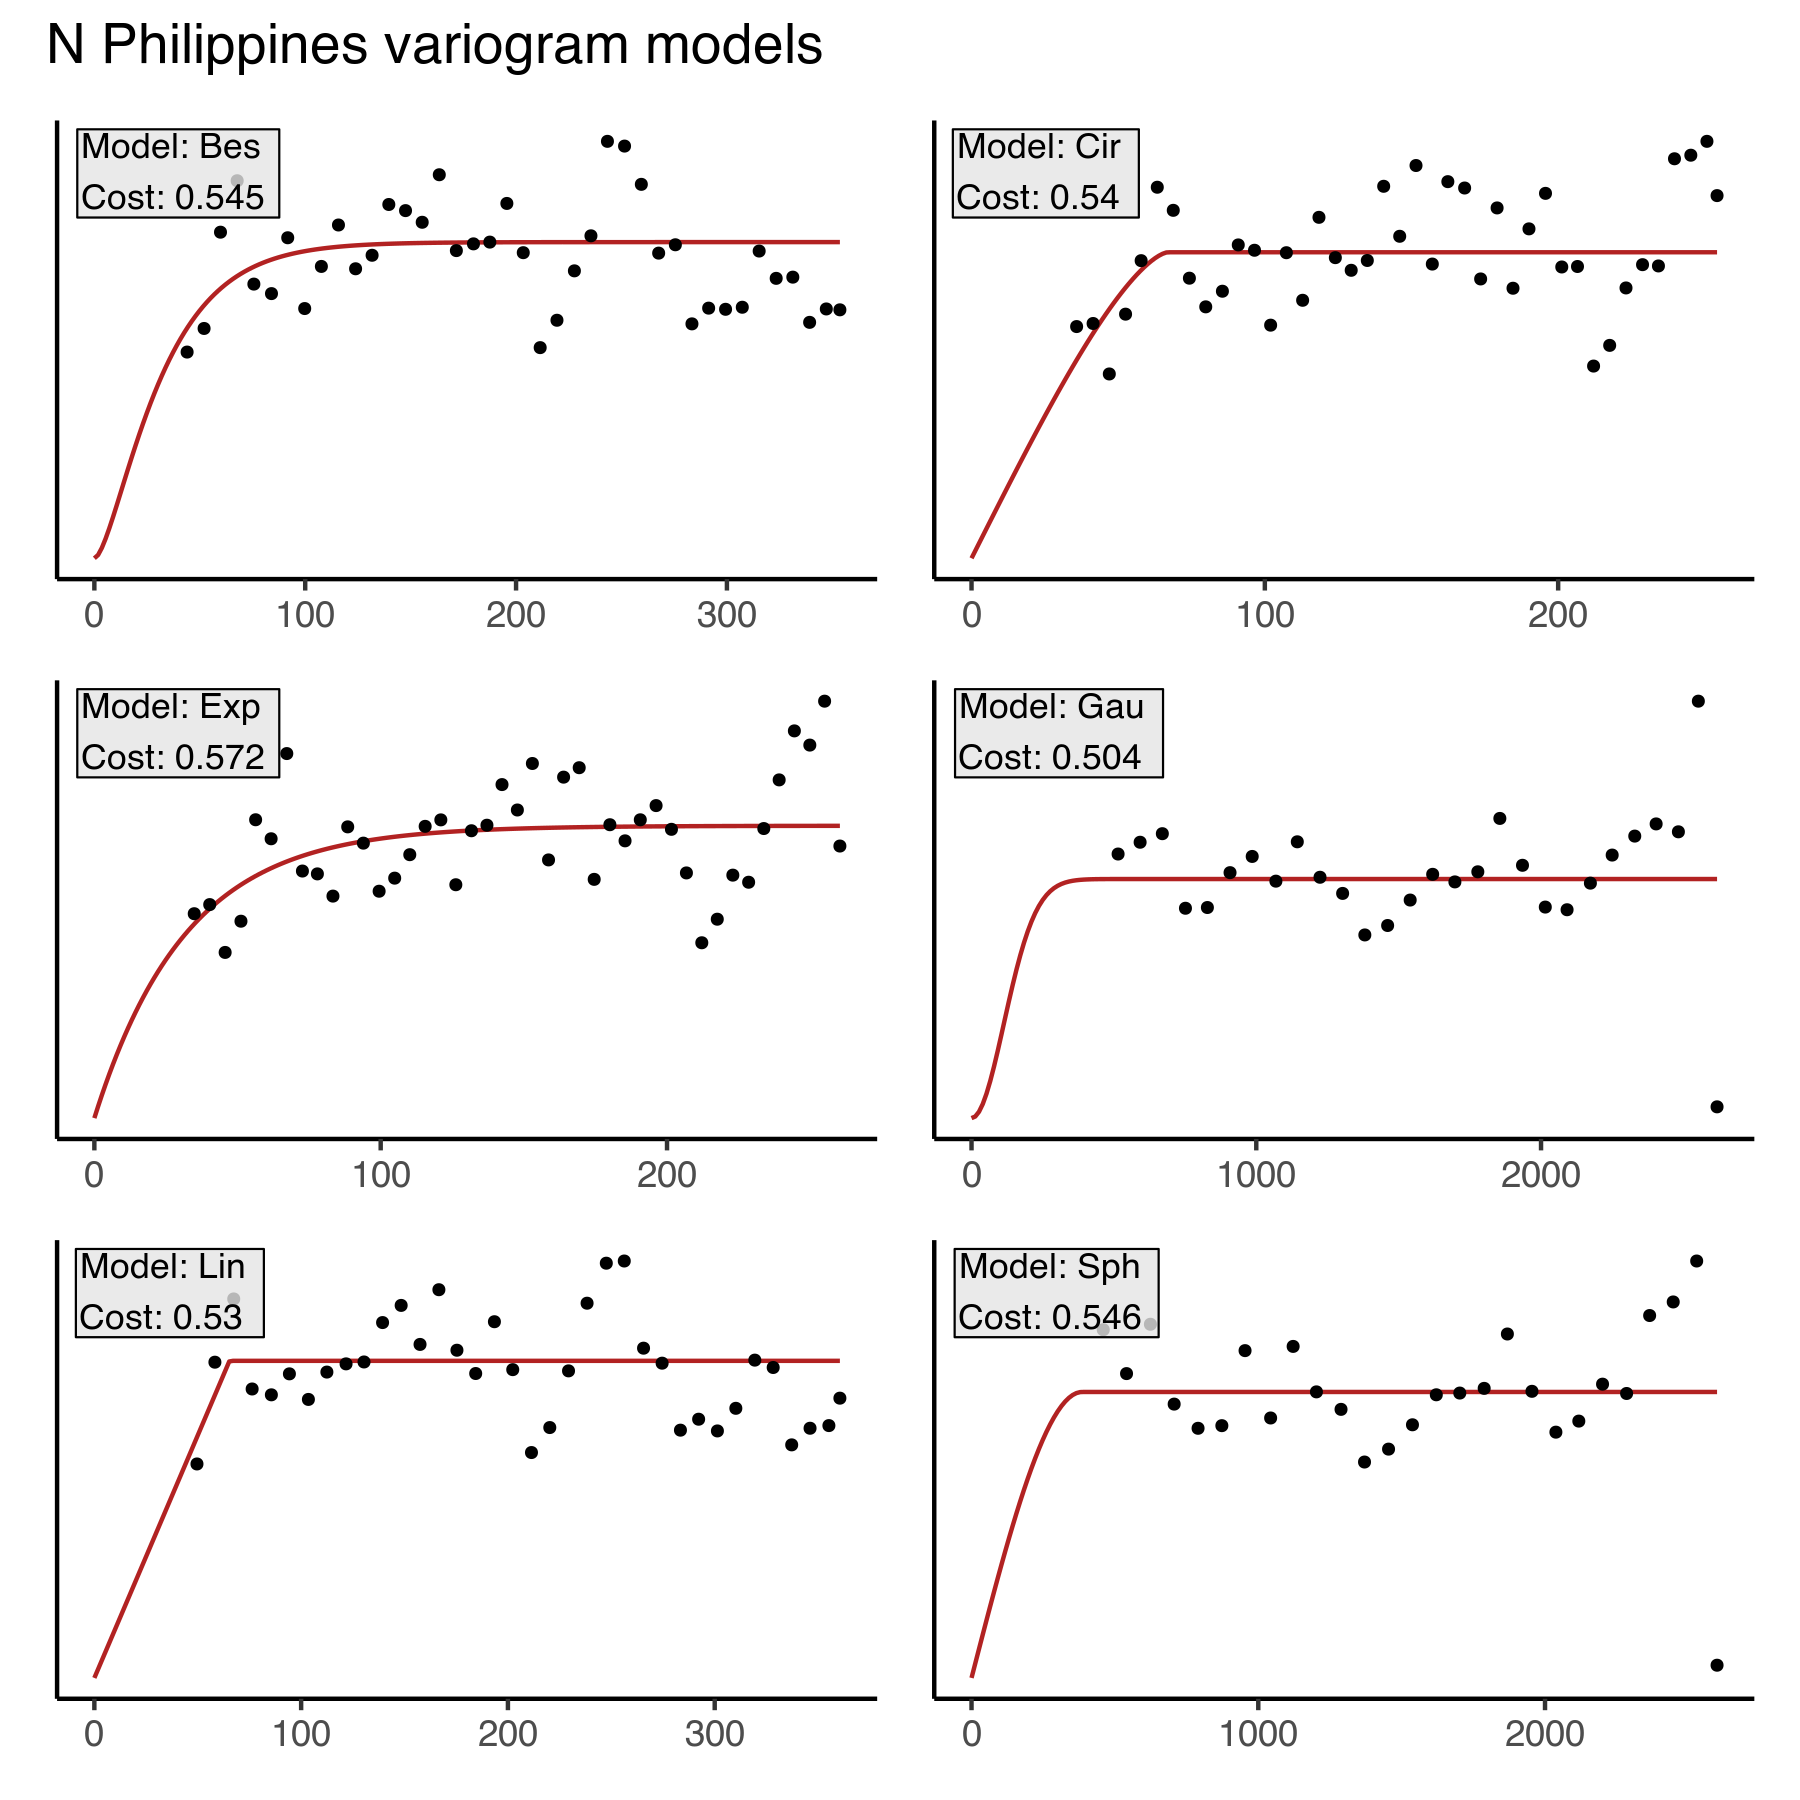 N Philippines variogram models
Model: Bes
Cost: 0.545
0 100 200 300
Model: Cir
Cost: 0.54
0 100 200
Model: Exp
Cost: 0.572
0 100 200
Model: Gau
Cost: 0.504
0 1000 2000
Model: Lin
Cost: 0.53
0 100 200 300
Model: Sph
Cost: 0.546
0 1000 2000